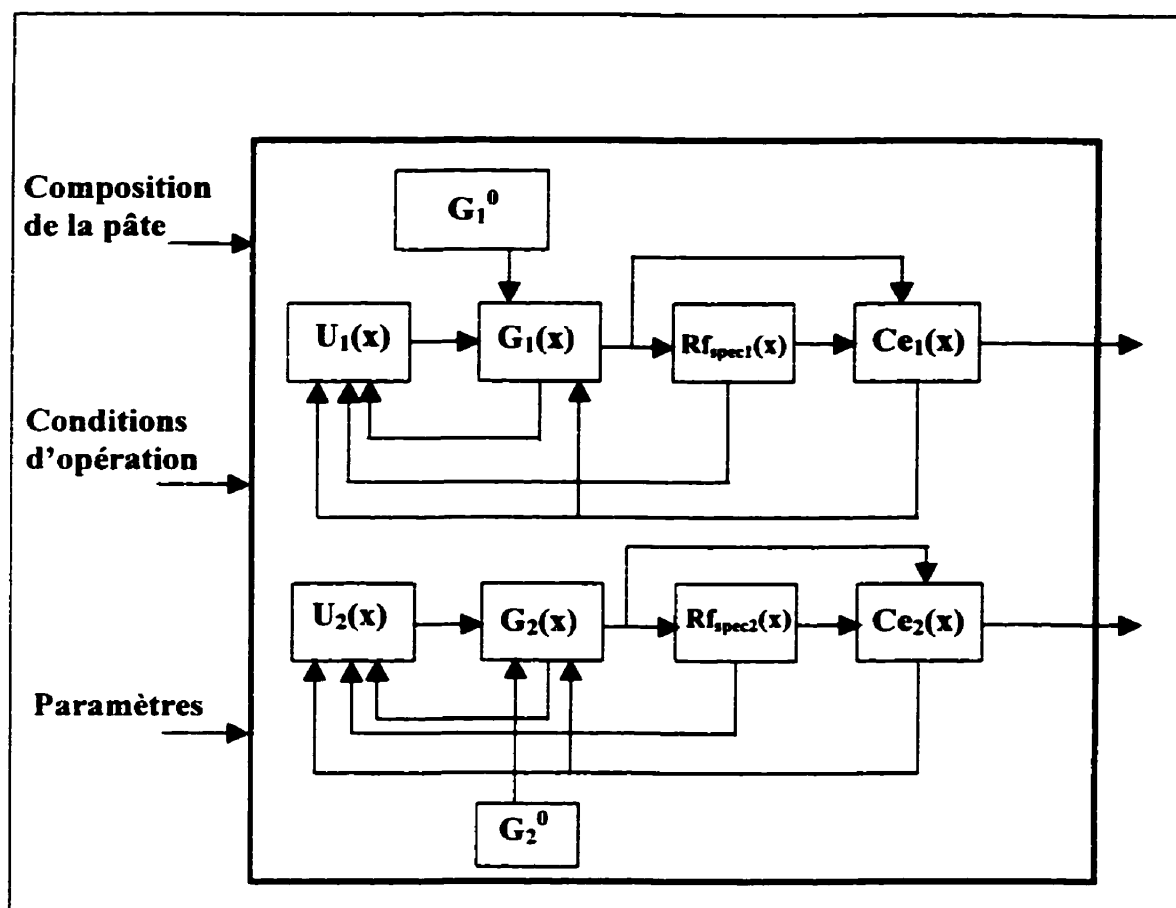 Composition
de la pâte
G₁⁰
U₁(x)
G₁(x)
Rfspec1(x)
Ce₁(x)
Conditions
d'opération
U₂(x)
G₂(x)
Rfspec2(x)
Ce₂(x)
Paramètres
G₂⁰